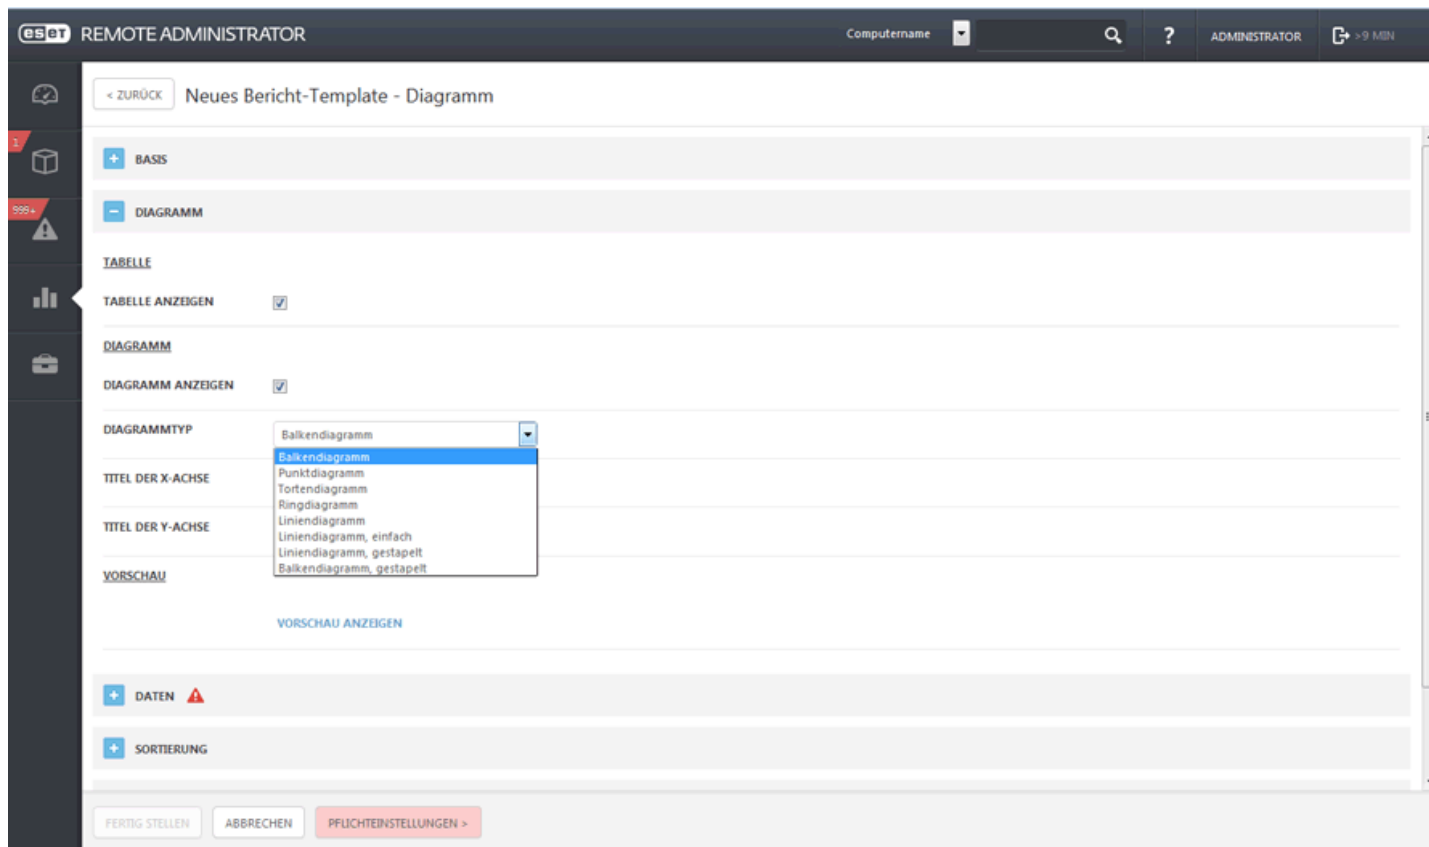 eset REMOTE ADMINISTRATOR
Computername
?
ADMINISTRATOR
>9 MIN
< ZURÜCK
Neues Bericht-Template - Diagramm
1
999+
BASIS
DIAGRAMM
TABELLE
TABELLE ANZEIGEN
DIAGRAMM
DIAGRAMM ANZEIGEN
DIAGRAMMTYP
Balkendiagramm
Balkendiagramm
Punktdiagramm
Tortendiagramm
Ringdiagramm
Liniendiagramm
Liniendiagramm, einfach
Liniendiagramm, gestapelt
Balkendiagramm, gestapelt
TITEL DER X-ACHSE
TITEL DER Y-ACHSE
VORSCHAU
VORSCHAU ANZEIGEN
DATEN
SORTIERUNG
FERTIG STELLEN
ABBRECHEN
PFLICHTEINSTELLUNGEN >